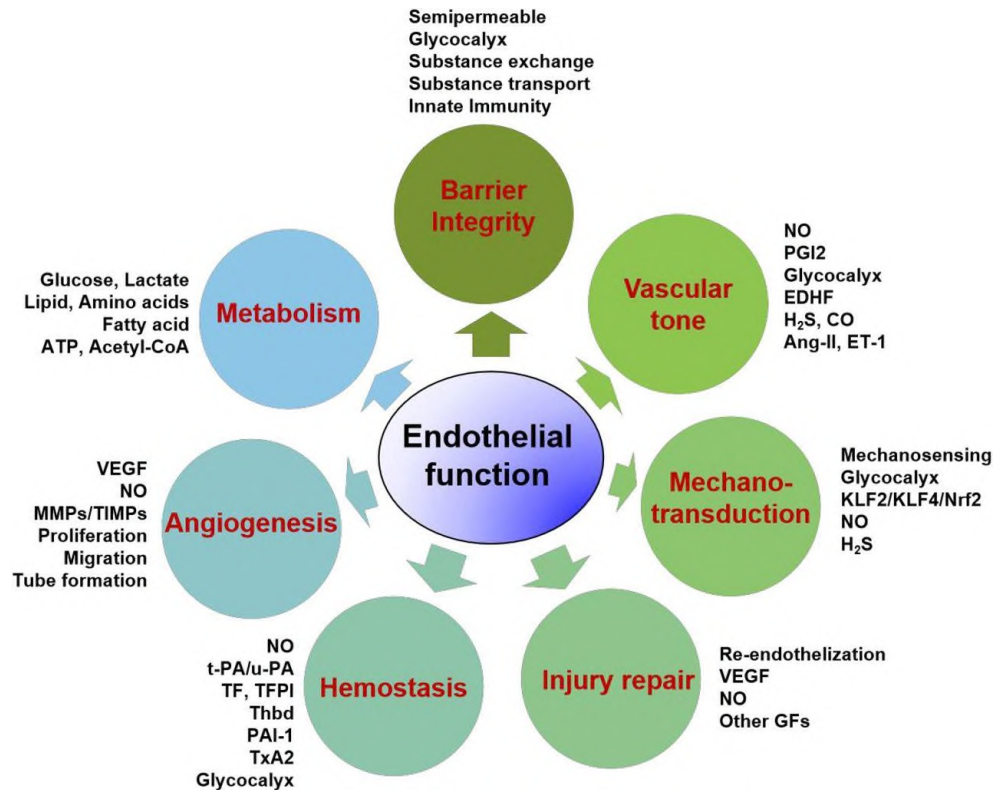 Semipermeable
Glycocalyx
Substance exchange
Substance transport
Innate Immunity
Barrier
Integrity
NO
PGI2
Glycocalyx
EDHF
H₂S, CO
Ang-II, ET-1
Vascular
tone
Glucose, Lactate
Lipid, Amino acids
Fatty acid
ATP, Acetyl-CoA
Metabolism
Endothelial
function
Mechanosensing
Glycocalyx
KLF2/KLF4/Nrf2
NO
H₂S
Mechano-
transduction
VEGF
NO
MMPs/TIMPs
Proliferation
Migration
Tube formation
Angiogenesis
NO
t-PA/u-PA
TF, TFPI
Thbd
PAI-1
TxA2
Glycocalyx
Hemostasis
Injury repair
Re-endothelization
VEGF
NO
Other GFs